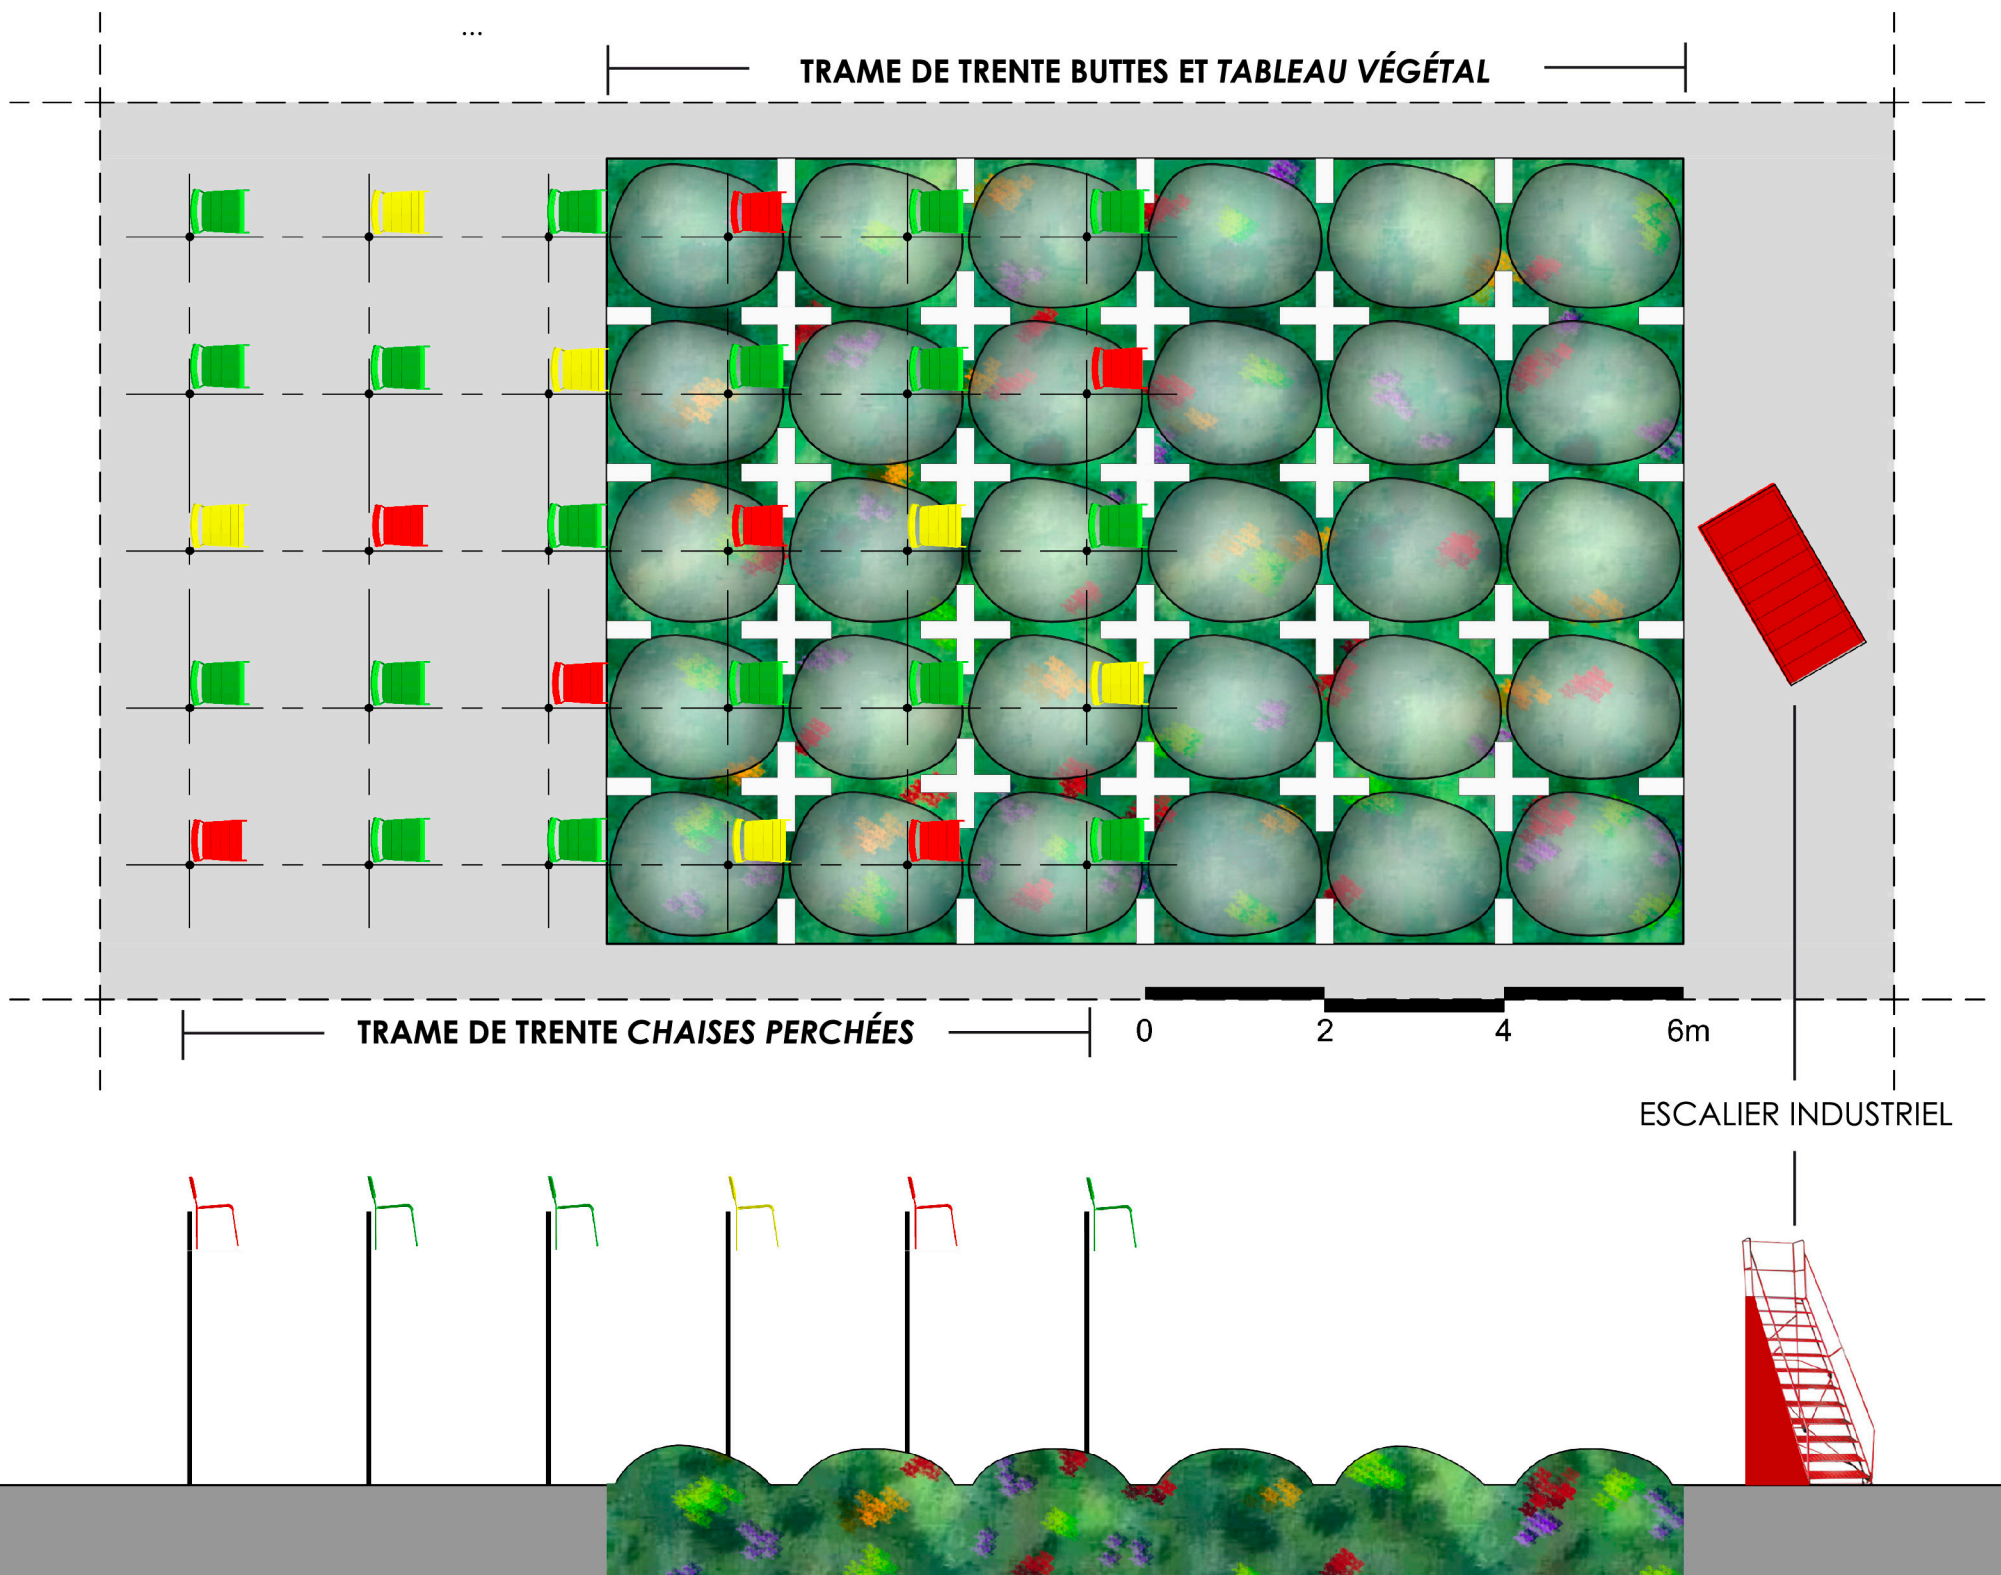 ...
TRAME DE TRENTE BUTTES ET TABLEAU VÉGÉTAL
TRAME DE TRENTE CHAISES PERCHÉES
0 2 4 6m
ESCALIER INDUSTRIEL